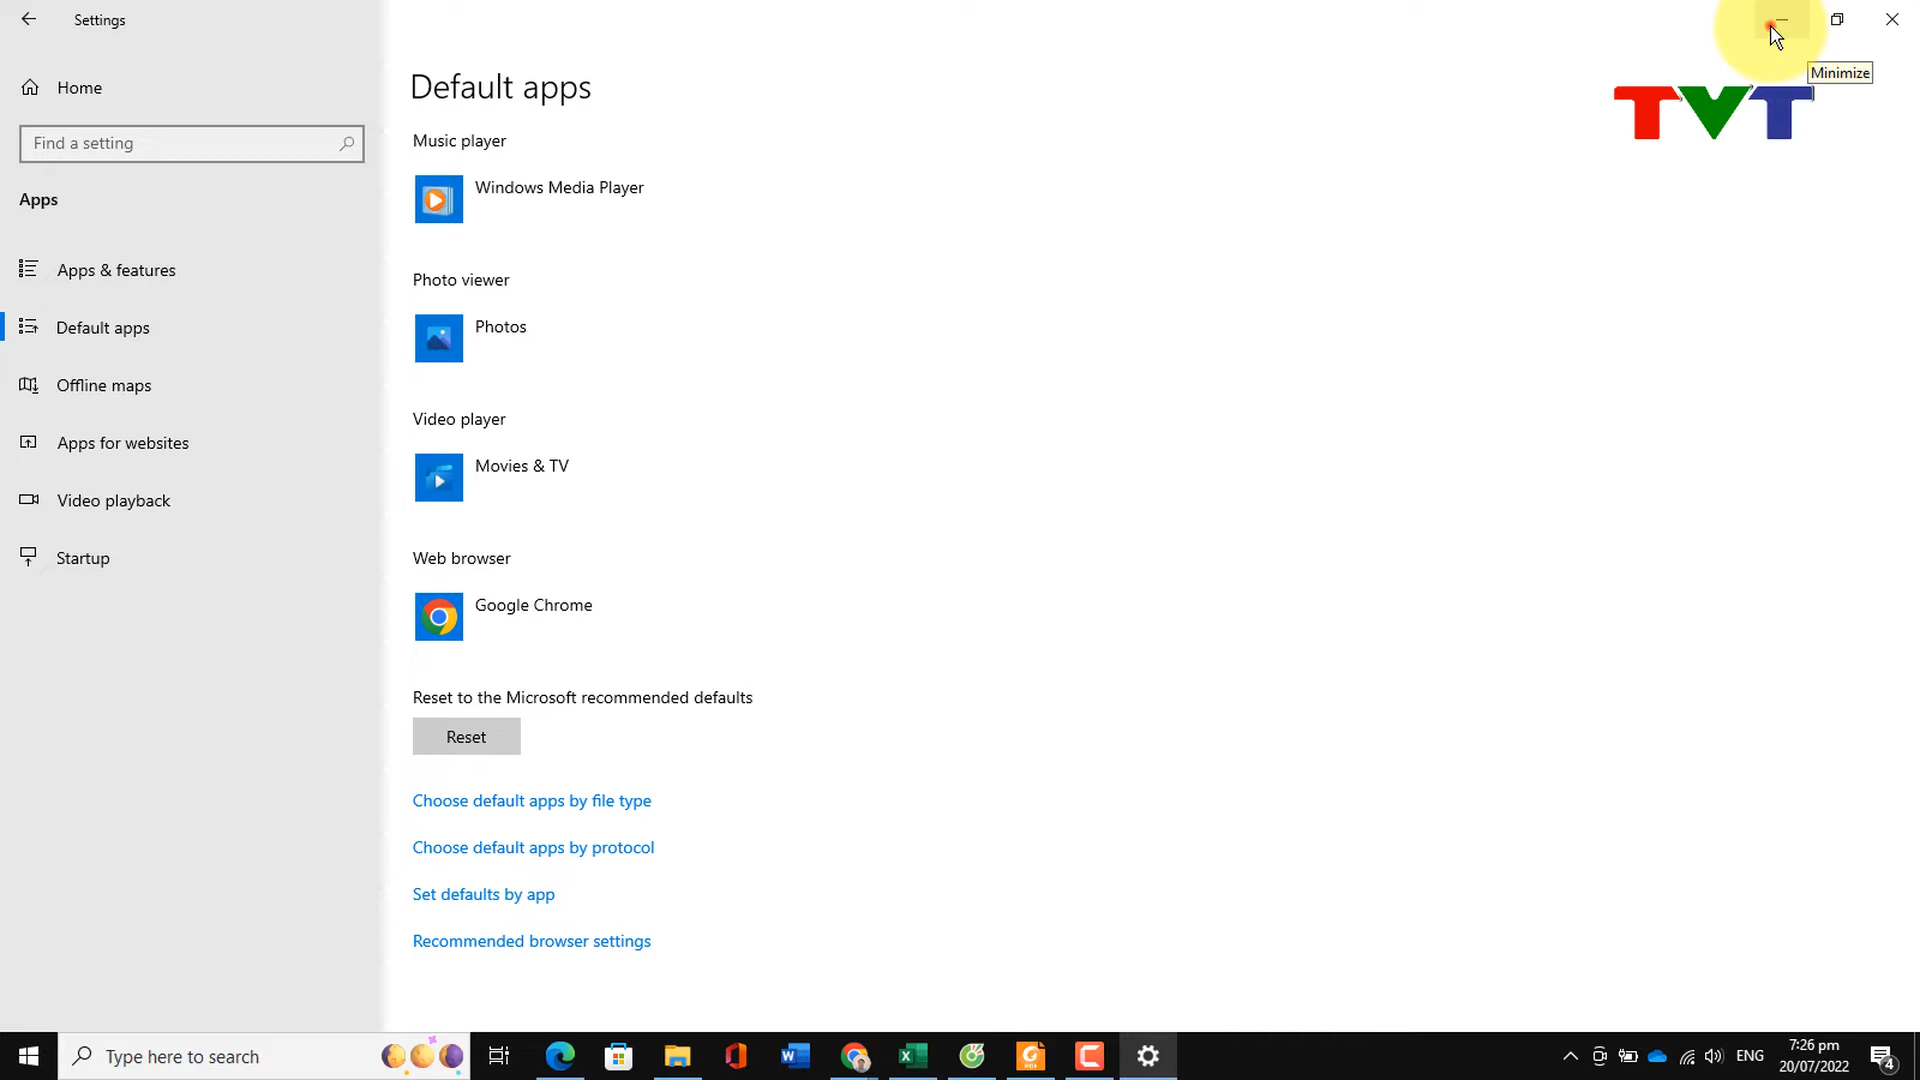 Settings
Home
Find a setting
Apps
Apps & features
Default apps
Offline maps
Apps for websites
Video playback
Startup
Default apps
Music player
Windows Media Player
Photo viewer
Photos
Video player
Movies & TV
Web browser
Google Chrome
Reset to the Microsoft recommended defaults
Reset
Choose default apps by file type
Choose default apps by protocol
Set defaults by app
Recommended browser settings
Minimize
TVT
Type here to search
ENG
7:26 pm
20/07/2022
4